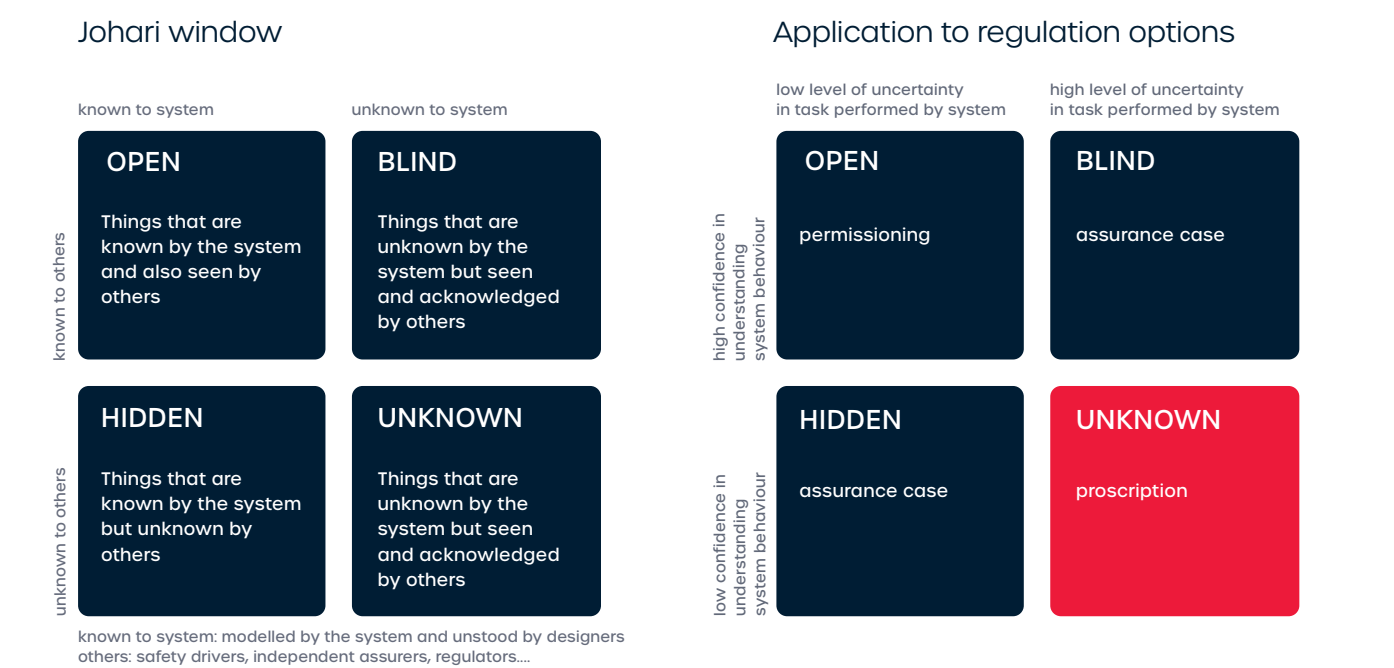 Johari window
known to system
unknown to system
known to others
OPEN
Things that are
known by the system
and also seen by
others
BLIND
Things that are
unknown by the
system but seen
and acknowledged
by others
unknown to others
HIDDEN
Things that are
known by the system
but unknown by
others
UNKNOWN
Things that are
unknown by the
system but seen
and acknowledged
by others
known to system: modelled by the system and unstood by designers
others: safety drivers, independent assurers, regulators....
Application to regulation options
low level of uncertainty
in task performed by system
high level of uncertainty
in task performed by system
high confidence in
understanding
system behaviour
OPEN
permissioning
BLIND
assurance case
low confidence in
understanding
system behaviour
HIDDEN
assurance case
UNKNOWN
proscription